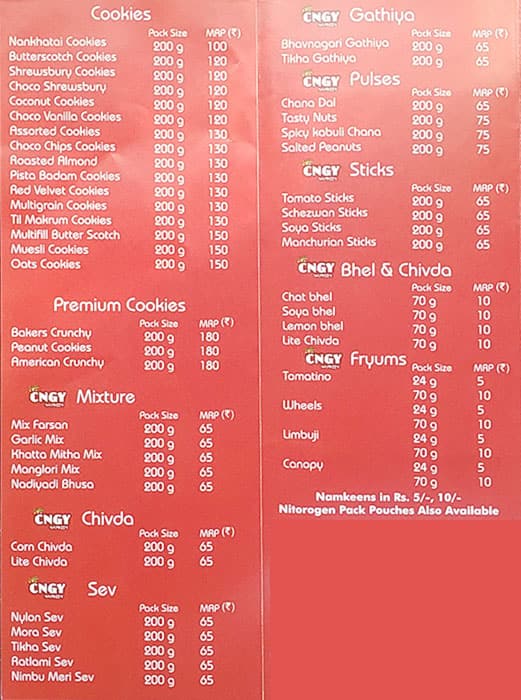 Cookies
Pack Size MRP (₹)
Nankhatai Cookies 200 g 100
Butterscotch Cookies 200 g 120
Shrewsbury Cookies 200 g 120
Choco Shrewsbury 200 g 120
Coconut Cookies 200 g 120
Choco Vanilla Cookies 200 g 120
Assorted Cookies 200 g 130
Choco Chips Cookies 200 g 130
Roasted Almond 200 g 130
Pista Badam Cookies 200 g 130
Red Velvet Cookies 200 g 130
Multigrain Cookies 200 g 130
Til Makrum Cookies 200 g 130
Multifill Butter Scotch 200 g 150
Muesli Cookies 200 g 150
Oats Cookies 200 g 150
Premium Cookies
Pack Size MRP (₹)
Bakers Crunchy 200 g 180
Peanut Cookies 200 g 180
American Crunchy 200 g 180
CNGY Mixture
Pack Size MRP (₹)
Mix Farsan 200 g 65
Garlic Mix 200 g 65
Khatta Mitha Mix 200 g 65
Manglori Mix 200 g 65
Nadiyadi Bhusa 200 g 65
CNGY Chivda
Pack Size MRP (₹)
Corn Chivda 200 g 65
Lite Chivda 200 g 65
CNGY Sev
Pack Size MRP (₹)
Nylon Sev 200 g 65
Mora Sev 200 g 65
Tikha Sev 200 g 65
Ratlami Sev 200 g 65
Nimbu Meri Sev 200 g 65
CNGY Gathiya
Pack Size MRP (₹)
Bhavnagari Gathiya 200 g 65
Tikha Gathiya 200 g 65
CNGY Pulses
Pack Size MRP (₹)
Chana Dal 200 g 65
Tasty Nuts 200 g 75
Spicy kabuli Chana 200 g 75
Salted Peanuts 200 g 75
CNGY Sticks
Pack Size MRP (₹)
Tomato Sticks 200 g 65
Schezwan Sticks 200 g 65
Soya Sticks 200 g 65
Manchurian Sticks 200 g 65
CNGY Bhel & Chivda
Pack Size MRP (₹)
Chat bhel 70 g 10
Soya bhel 70 g 10
Lemon bhel 70 g 10
Lite Chivda 70 g 10
CNGY Fryums
Pack Size MRP (₹)
Tomatino 24 g 5
70 g 10
Wheels 24 g 5
70 g 10
Limbuji 24 g 5
70 g 10
Canopy 24 g 5
70 g 10
Namkeens in Rs. 5/-, 10/-
Nitorogen Pack Pouches Also Available